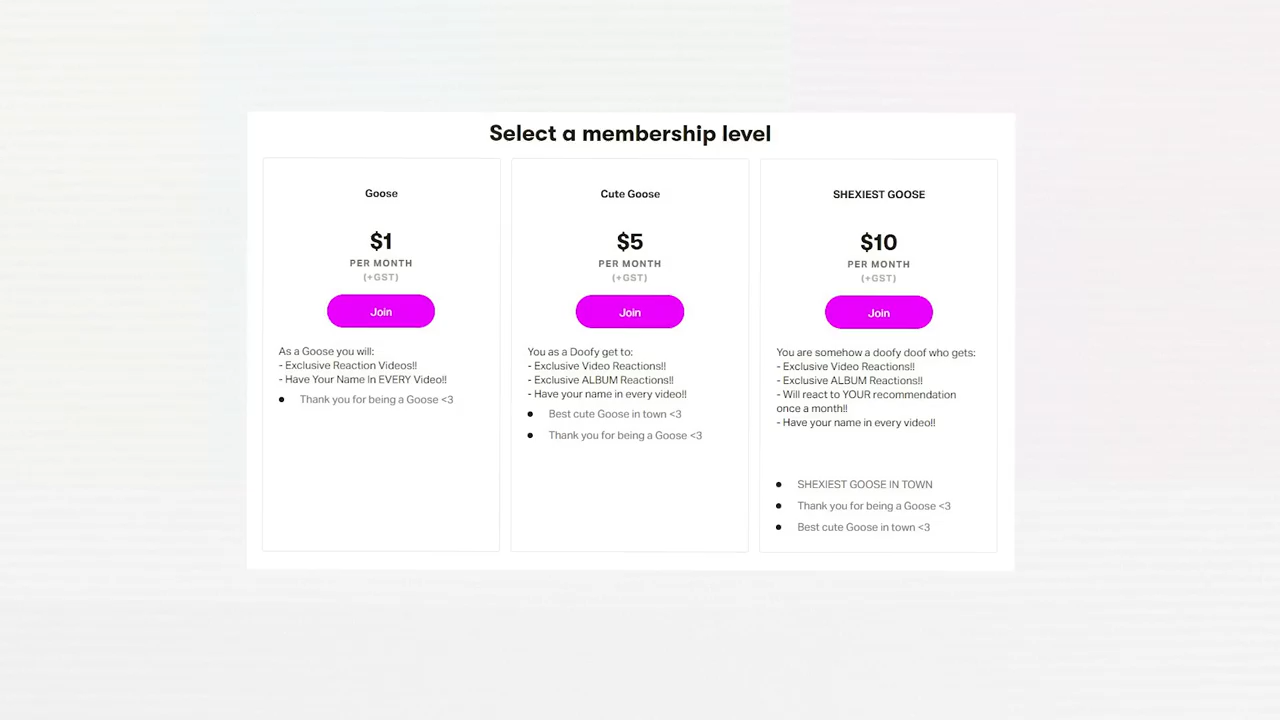 Select a membership level
Goose
$1
PER MONTH
(+GST)
Join
As a Goose you will:
- Exclusive Reaction Videos!!
- Have Your Name In EVERY Video!!
● Thank you for being a Goose <3
Cute Goose
$5
PER MONTH
(+GST)
Join
You as a Doofy get to:
- Exclusive Video Reactions!!
- Exclusive ALBUM Reactions!!
- Have your name in every video!!
● Best cute Goose in town <3
● Thank you for being a Goose <3
SHEXIEST GOOSE
$10
PER MONTH
(+GST)
Join
You are somehow a doofy doof who gets:
- Exclusive Video Reactions!!
- Exclusive ALBUM Reactions!!
- Will react to YOUR recommendation
once a month!!
- Have your name in every video!!
● SHEXIEST GOOSE IN TOWN
● Thank you for being a Goose <3
● Best cute Goose in town <3